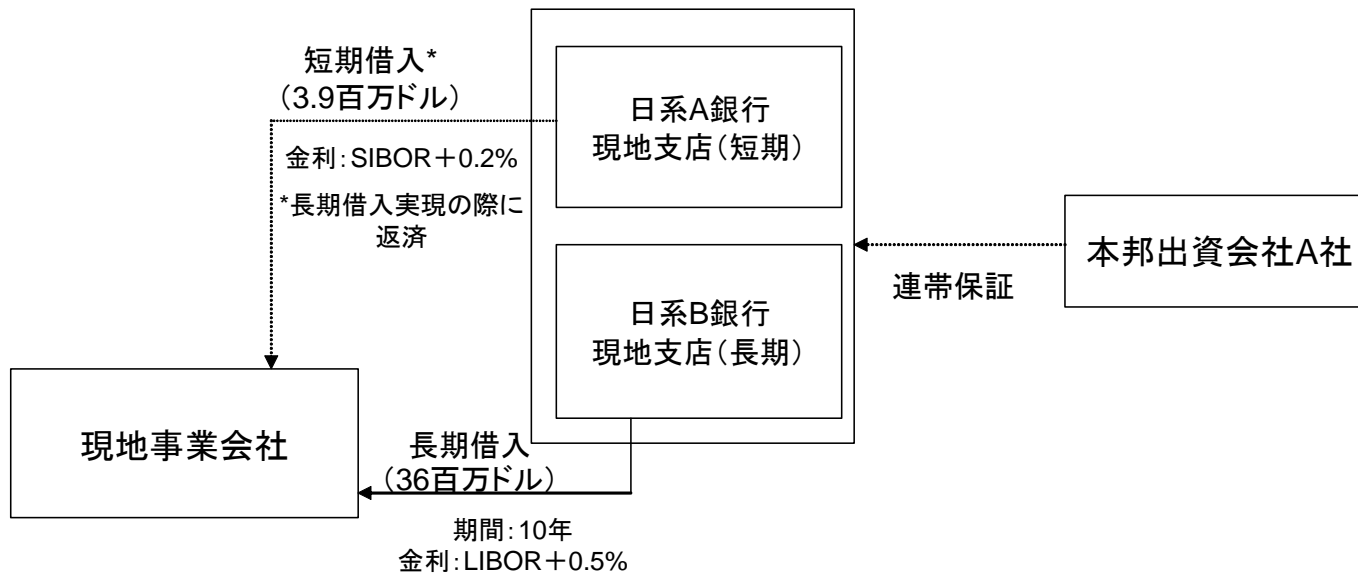 短期借入*
（3.9百万ドル）
金利：SIBOR＋0.2%
*長期借入実現の際に
返済
日系A銀行
現地支店（短期）
日系B銀行
現地支店（長期）
本邦出資会社A社
連帯保証
現地事業会社
長期借入
（36百万ドル）
期間：10年
金利：LIBOR＋0.5%